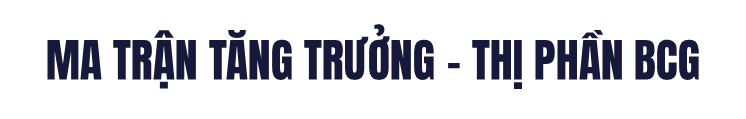 MA TRẬN TĂNG TRƯỞNG - THỊ PHẦN BCG